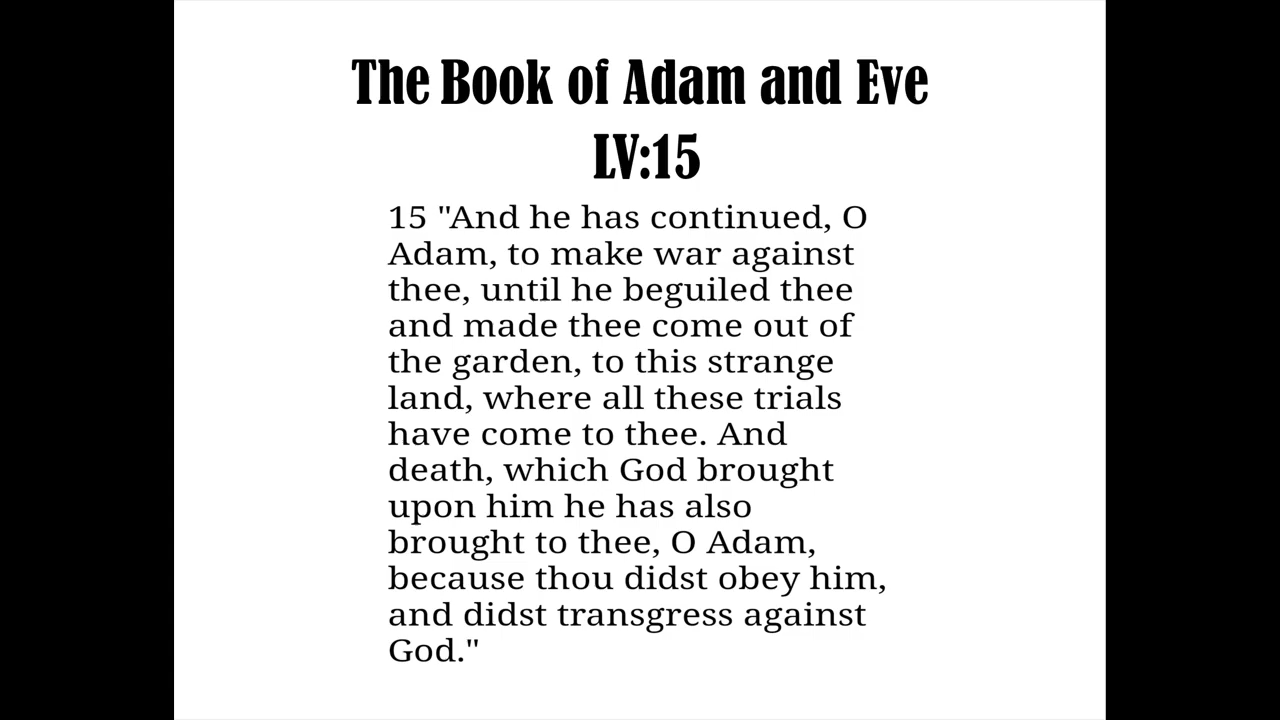 The Book of Adam and Eve
LV:15
15 "And he has continued, O
Adam, to make war against
thee, until he beguiled thee
and made thee come out of
the garden, to this strange
land, where all these trials
have come to thee. And
death, which God brought
upon him he has also
brought to thee, O Adam,
because thou didst obey him,
and didst transgress against
God."